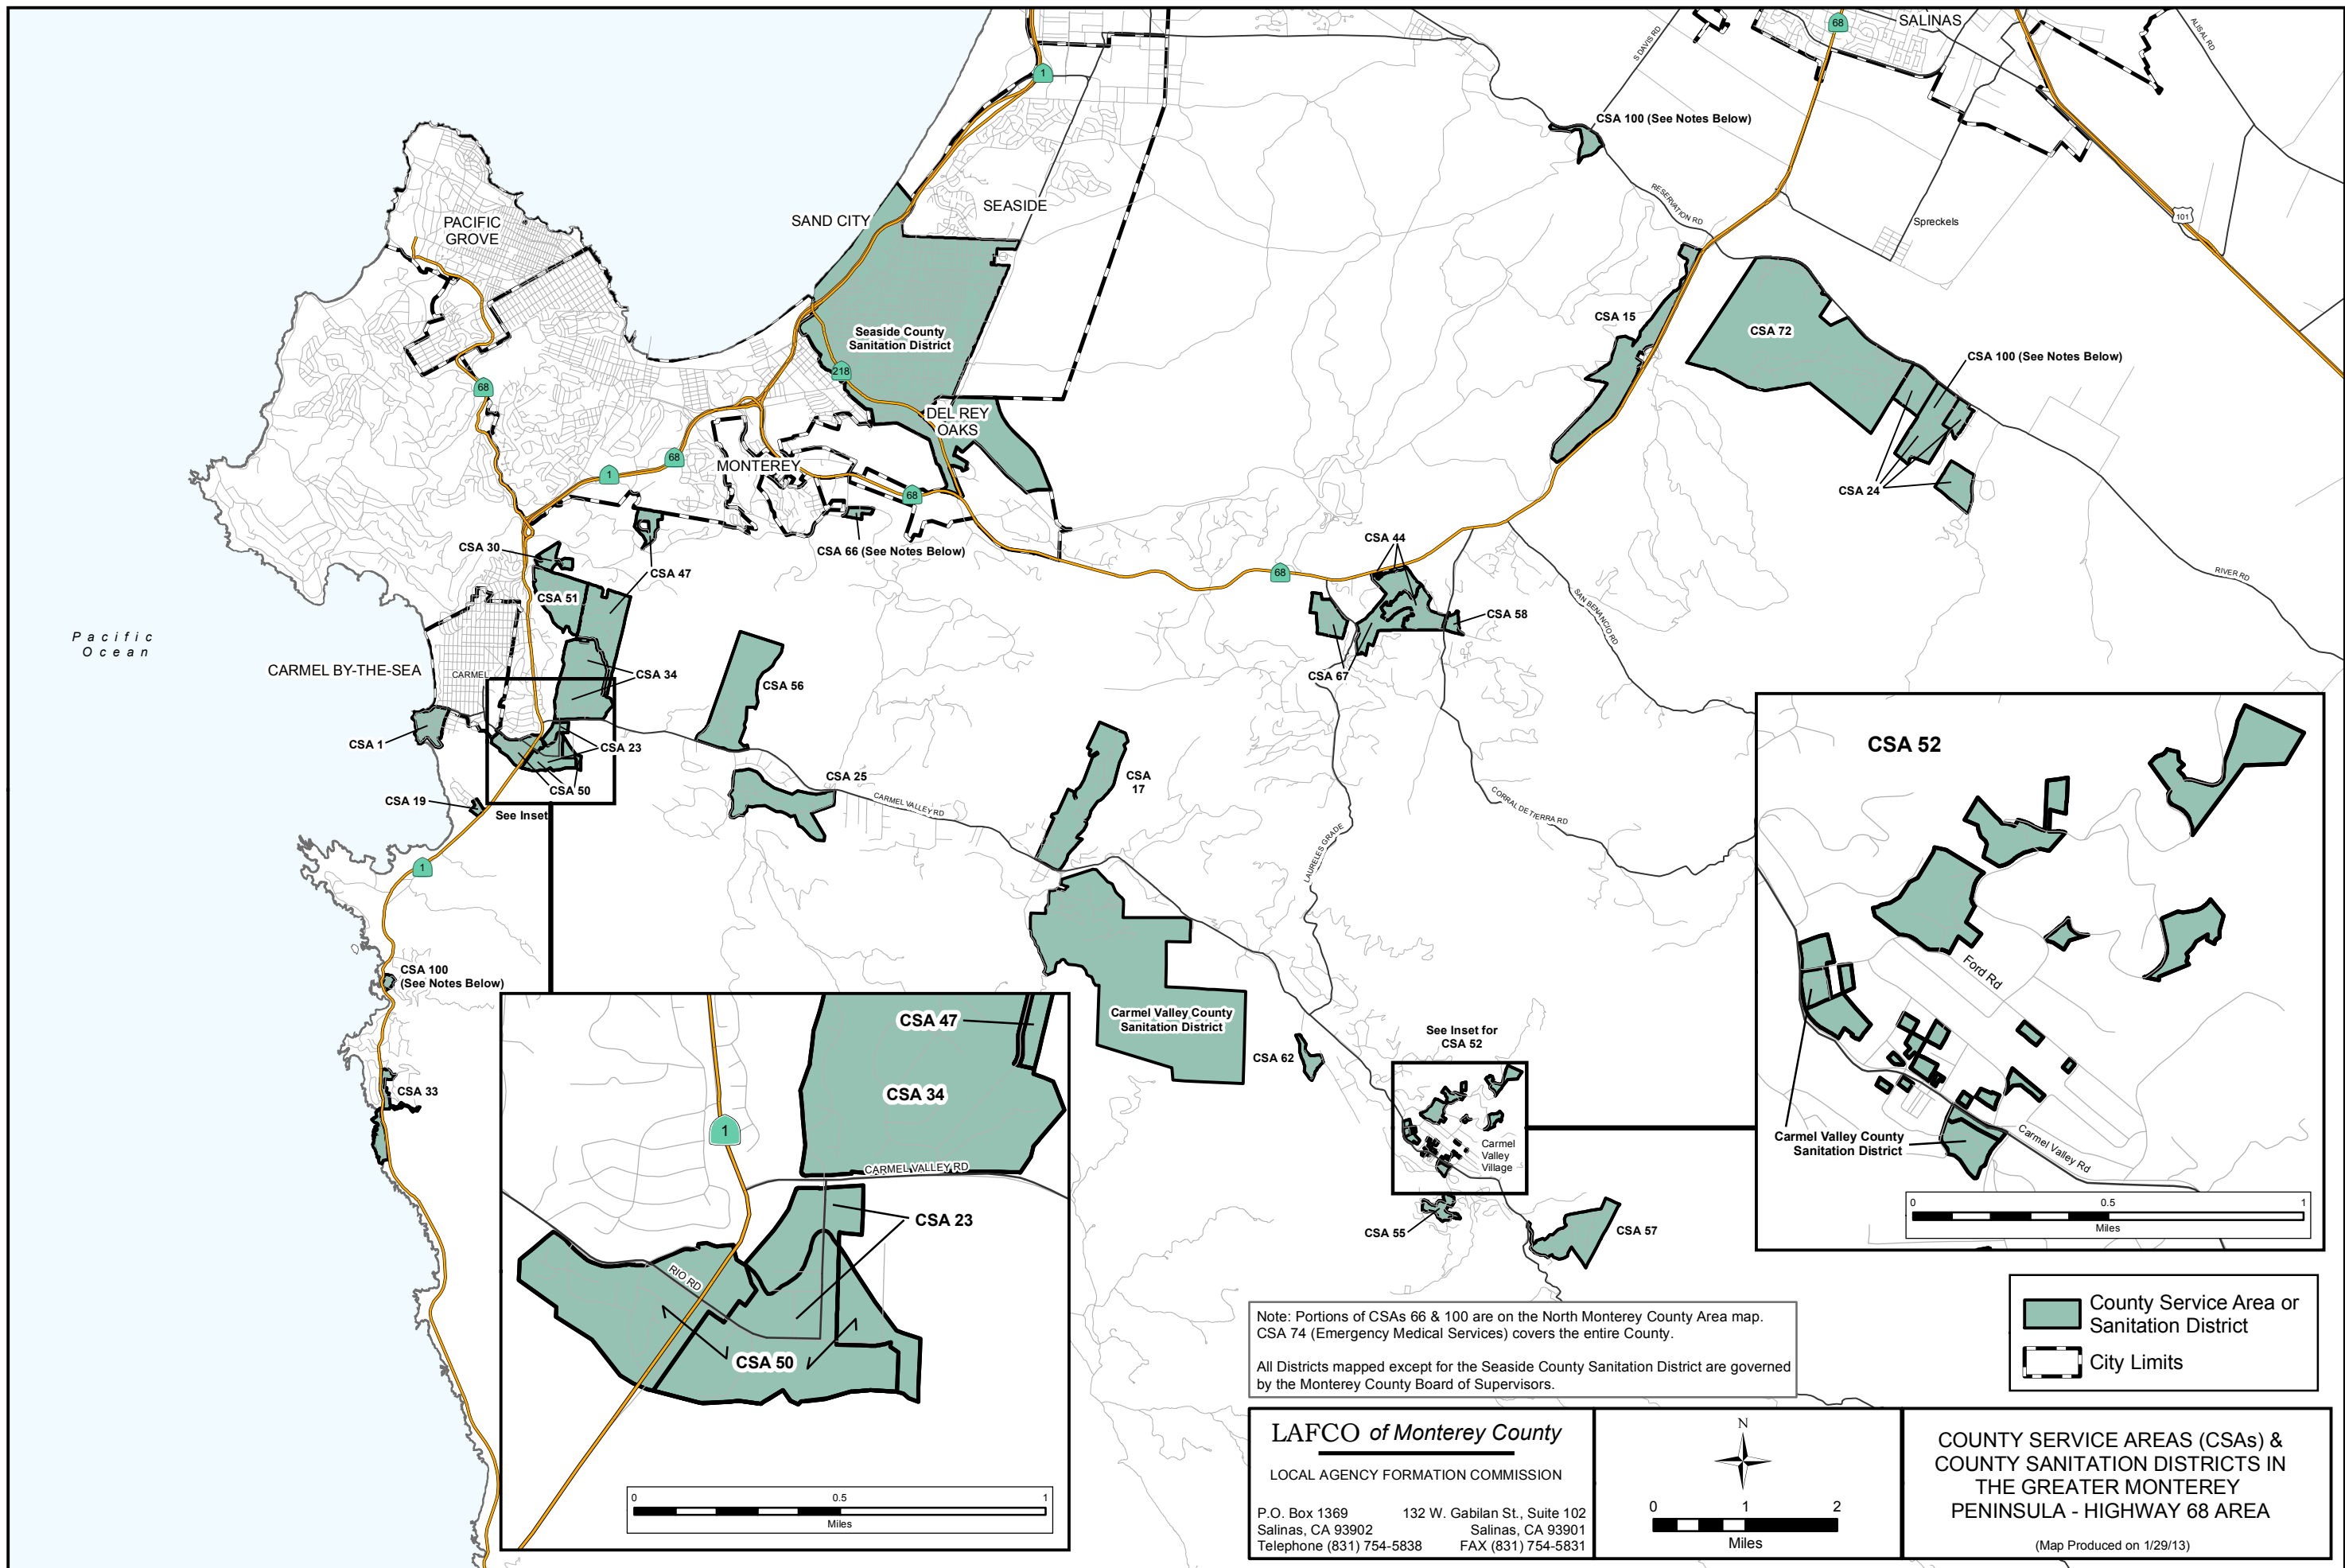 SALINAS
68
ALISAL RD
S DAVIS RD
1
CSA 100 (See Notes Below)
RESERVATION RD
SEASIDE
SAND CITY
PACIFIC
GROVE
Spreckels
101
CSA 15
CSA 72
Seaside County
Sanitation District
218
CSA 100 (See Notes Below)
68
DEL REY
OAKS
MONTEREY
68
1
68
CSA 24
CSA 66 (See Notes Below)
CSA 30
CSA 47
CSA 44
68
RIVER RD
CSA 51
CSA 58
SAN BENANCIO RD
Pacific
Ocean
CARMEL BY-THE-SEA
CARMEL
CSA 34
CSA 67
CSA 56
CSA 1
CSA 23
CSA 50
CSA 25
CARMEL VALLEY RD
CSA
17
CSA 19
See Inset
CORRAL DE TIERRA RD
LAURELES GRADE
1
CSA 100
(See Notes Below)
CSA 33
Carmel Valley County
Sanitation District
CSA 62
See Inset for
CSA 52
Carmel
Valley
Village
CSA 55
CSA 57
CSA 52
Ford Rd
Carmel Valley County
Sanitation District
Carmel Valley Rd
0 0.5 1
Miles
CSA 47
CSA 34
1
CARMEL VALLEY RD
CSA 23
RIO RD
CSA 50
0 0.5 1
Miles
County Service Area or
Sanitation District
City Limits
Note: Portions of CSAs 66 & 100 are on the North Monterey County Area map.
CSA 74 (Emergency Medical Services) covers the entire County.
All Districts mapped except for the Seaside County Sanitation District are governed
by the Monterey County Board of Supervisors.
LAFCO of Monterey County
LOCAL AGENCY FORMATION COMMISSION
P.O. Box 1369 132 W. Gabilan St., Suite 102
Salinas, CA 93902 Salinas, CA 93901
Telephone (831) 754-5838 FAX (831) 754-5831
N
0 1 2
Miles
COUNTY SERVICE AREAS (CSAs) &
COUNTY SANITATION DISTRICTS IN
THE GREATER MONTEREY
PENINSULA - HIGHWAY 68 AREA
(Map Produced on 1/29/13)